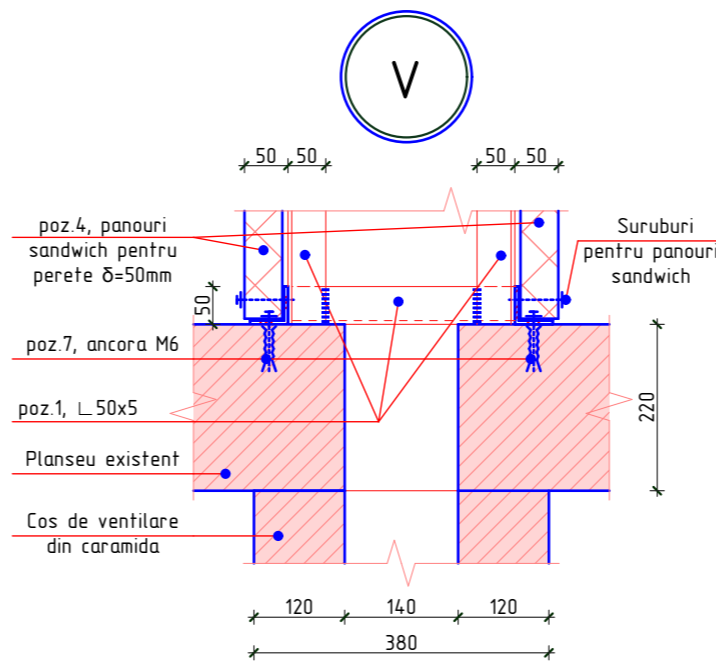 V
50 50
50 50
poz.4, panouri
sandwich pentru
perete δ=50mm
Suruburi
pentru panouri
sandwich
50
poz.7, ancora M6
poz.1, ∟50x5
220
Planseu existent
Cos de ventilare
din caramida
120 140 120
380